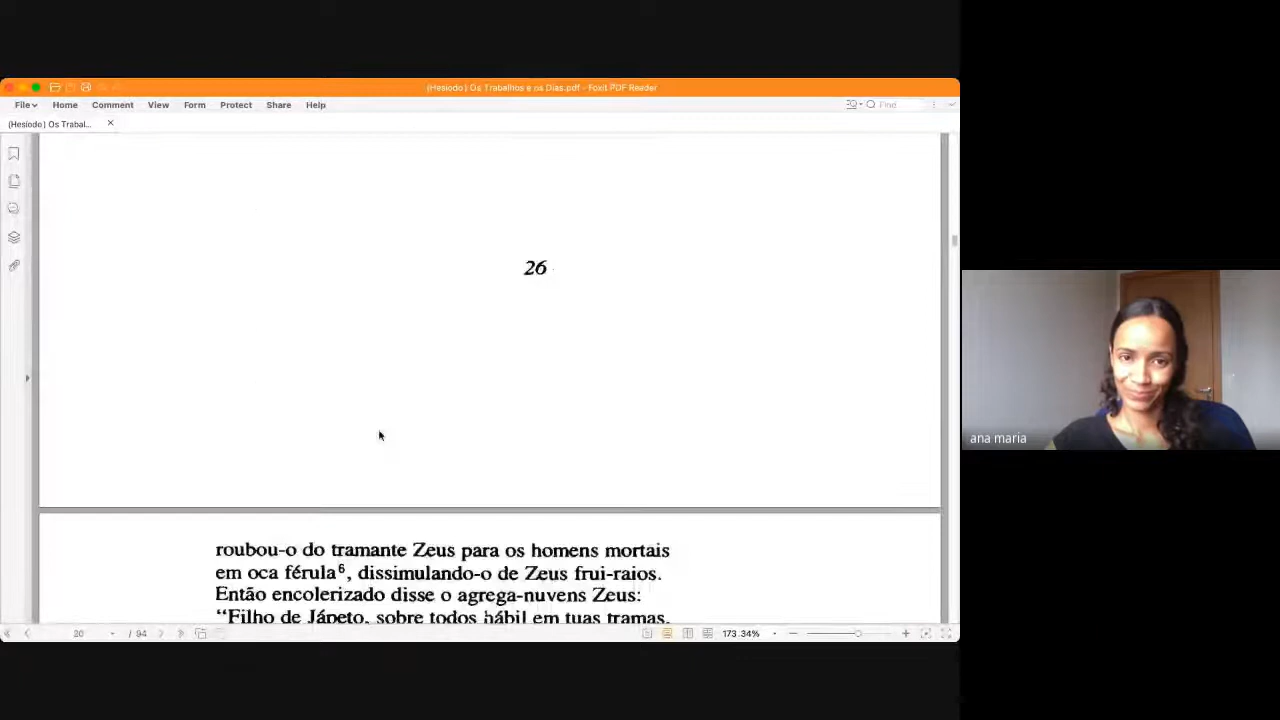 (Hesíodo) Os Trabalhos e os Dias.pdf - Foxit PDF Reader
File Home Comment View Form Protect Share Help Find
(Hesíodo) Os Trabal...
26
roubou-o do tramante Zeus para os homens mortais
em oca férula⁶, dissimulando-o de Zeus frui-raios.
Então encolerizado disse o agrega-nuvens Zeus:
“Filho de Jápeto, sobre todos hábil em tuas tramas,
ana maria
20 / 94 173.34%